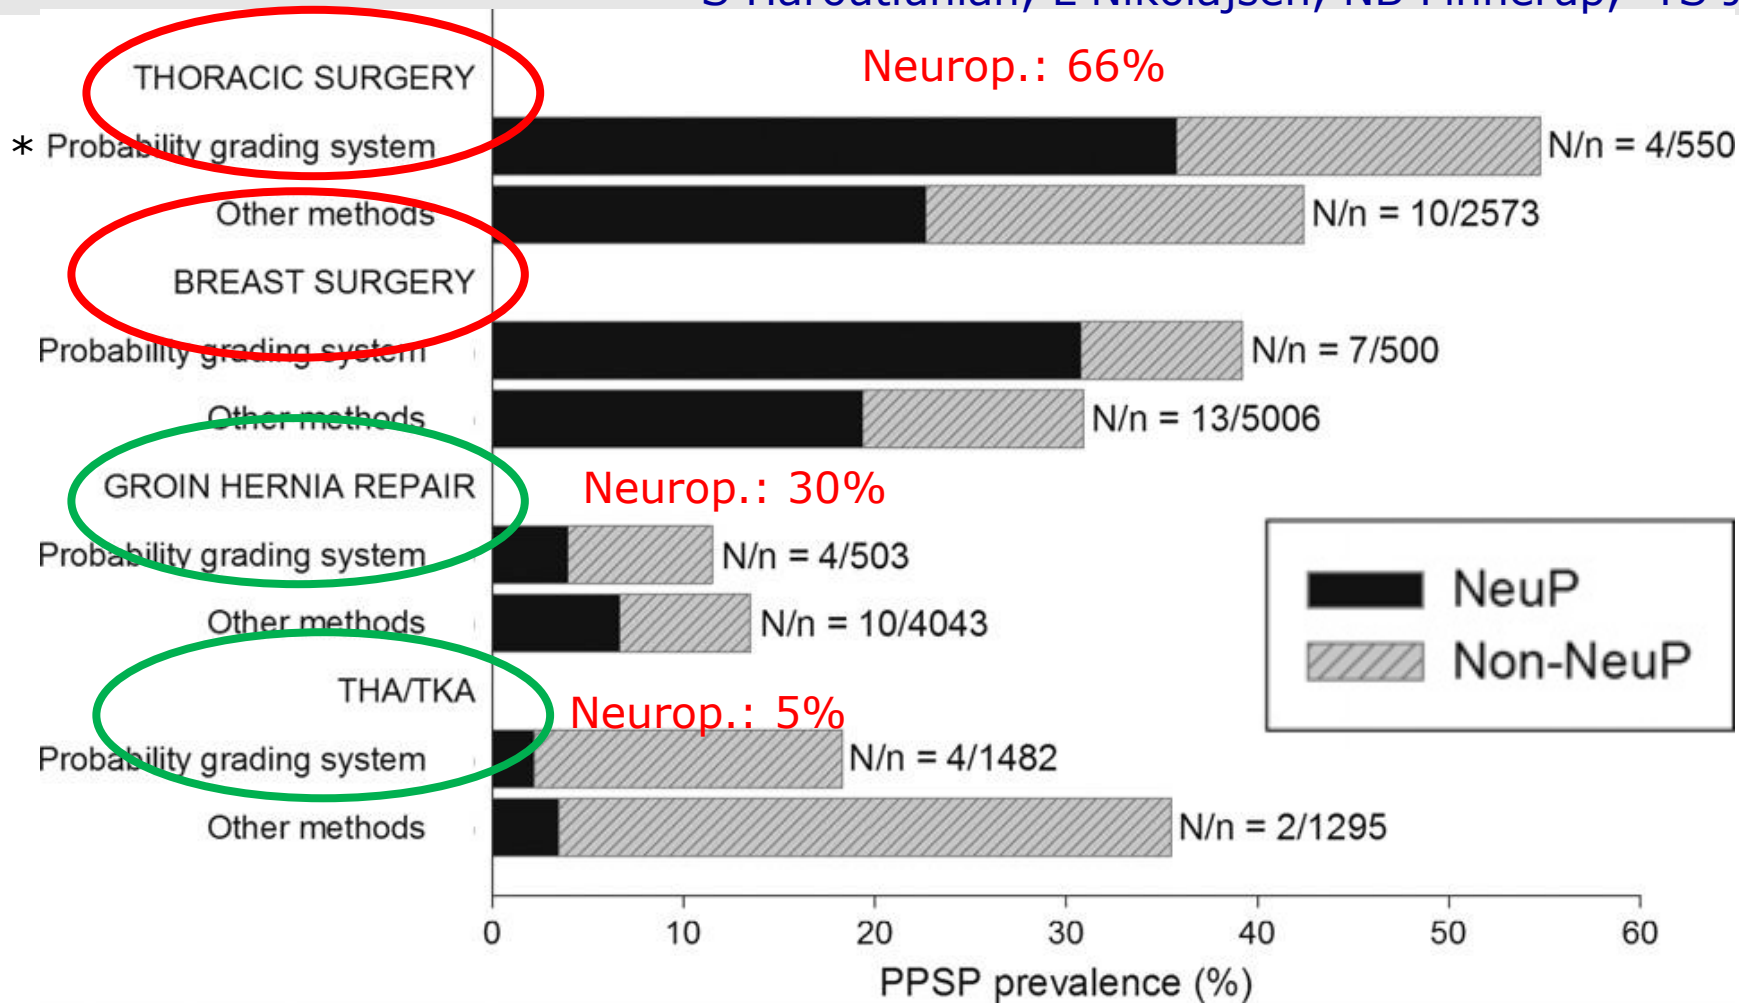 THORACIC SURGERY
Neurop.: 66%
* Probability grading system
N/n = 4/550
Other methods
N/n = 10/2573
BREAST SURGERY
Probability grading system
N/n = 7/500
Other methods
N/n = 13/5006
GROIN HERNIA REPAIR
Neurop.: 30%
Probability grading system
N/n = 4/503
Other methods
N/n = 10/4043
THA/TKA
Neurop.: 5%
Probability grading system
N/n = 4/1482
Other methods
N/n = 2/1295
NeuP
Non-NeuP
0 10 20 30 40 50 60
PPSP prevalence (%)